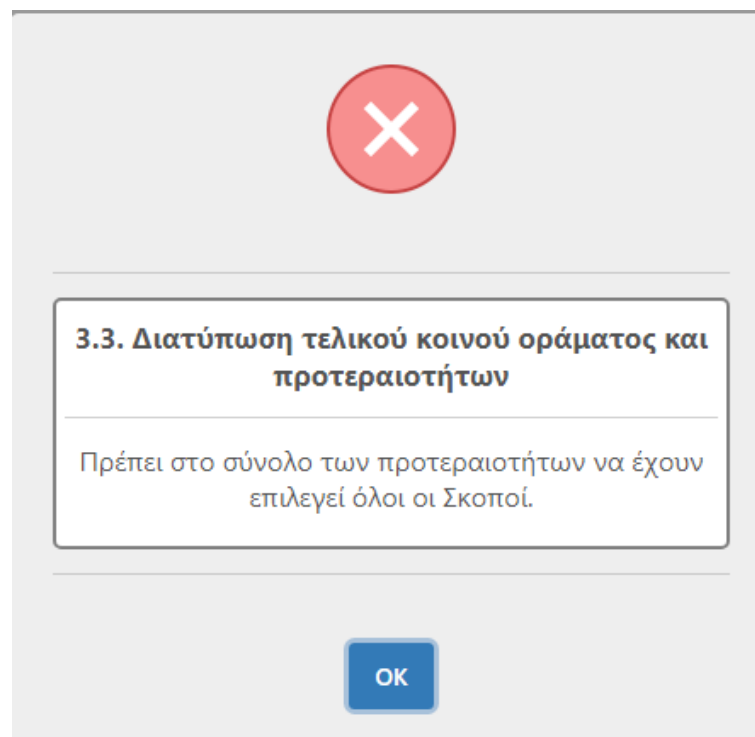 3.3. Διατύπωση τελικού κοινού οράματος και
προτεραιοτήτων
Πρέπει στο σύνολο των προτεραιοτήτων να έχουν
επιλεγεί όλοι οι Σκοποί.
OK